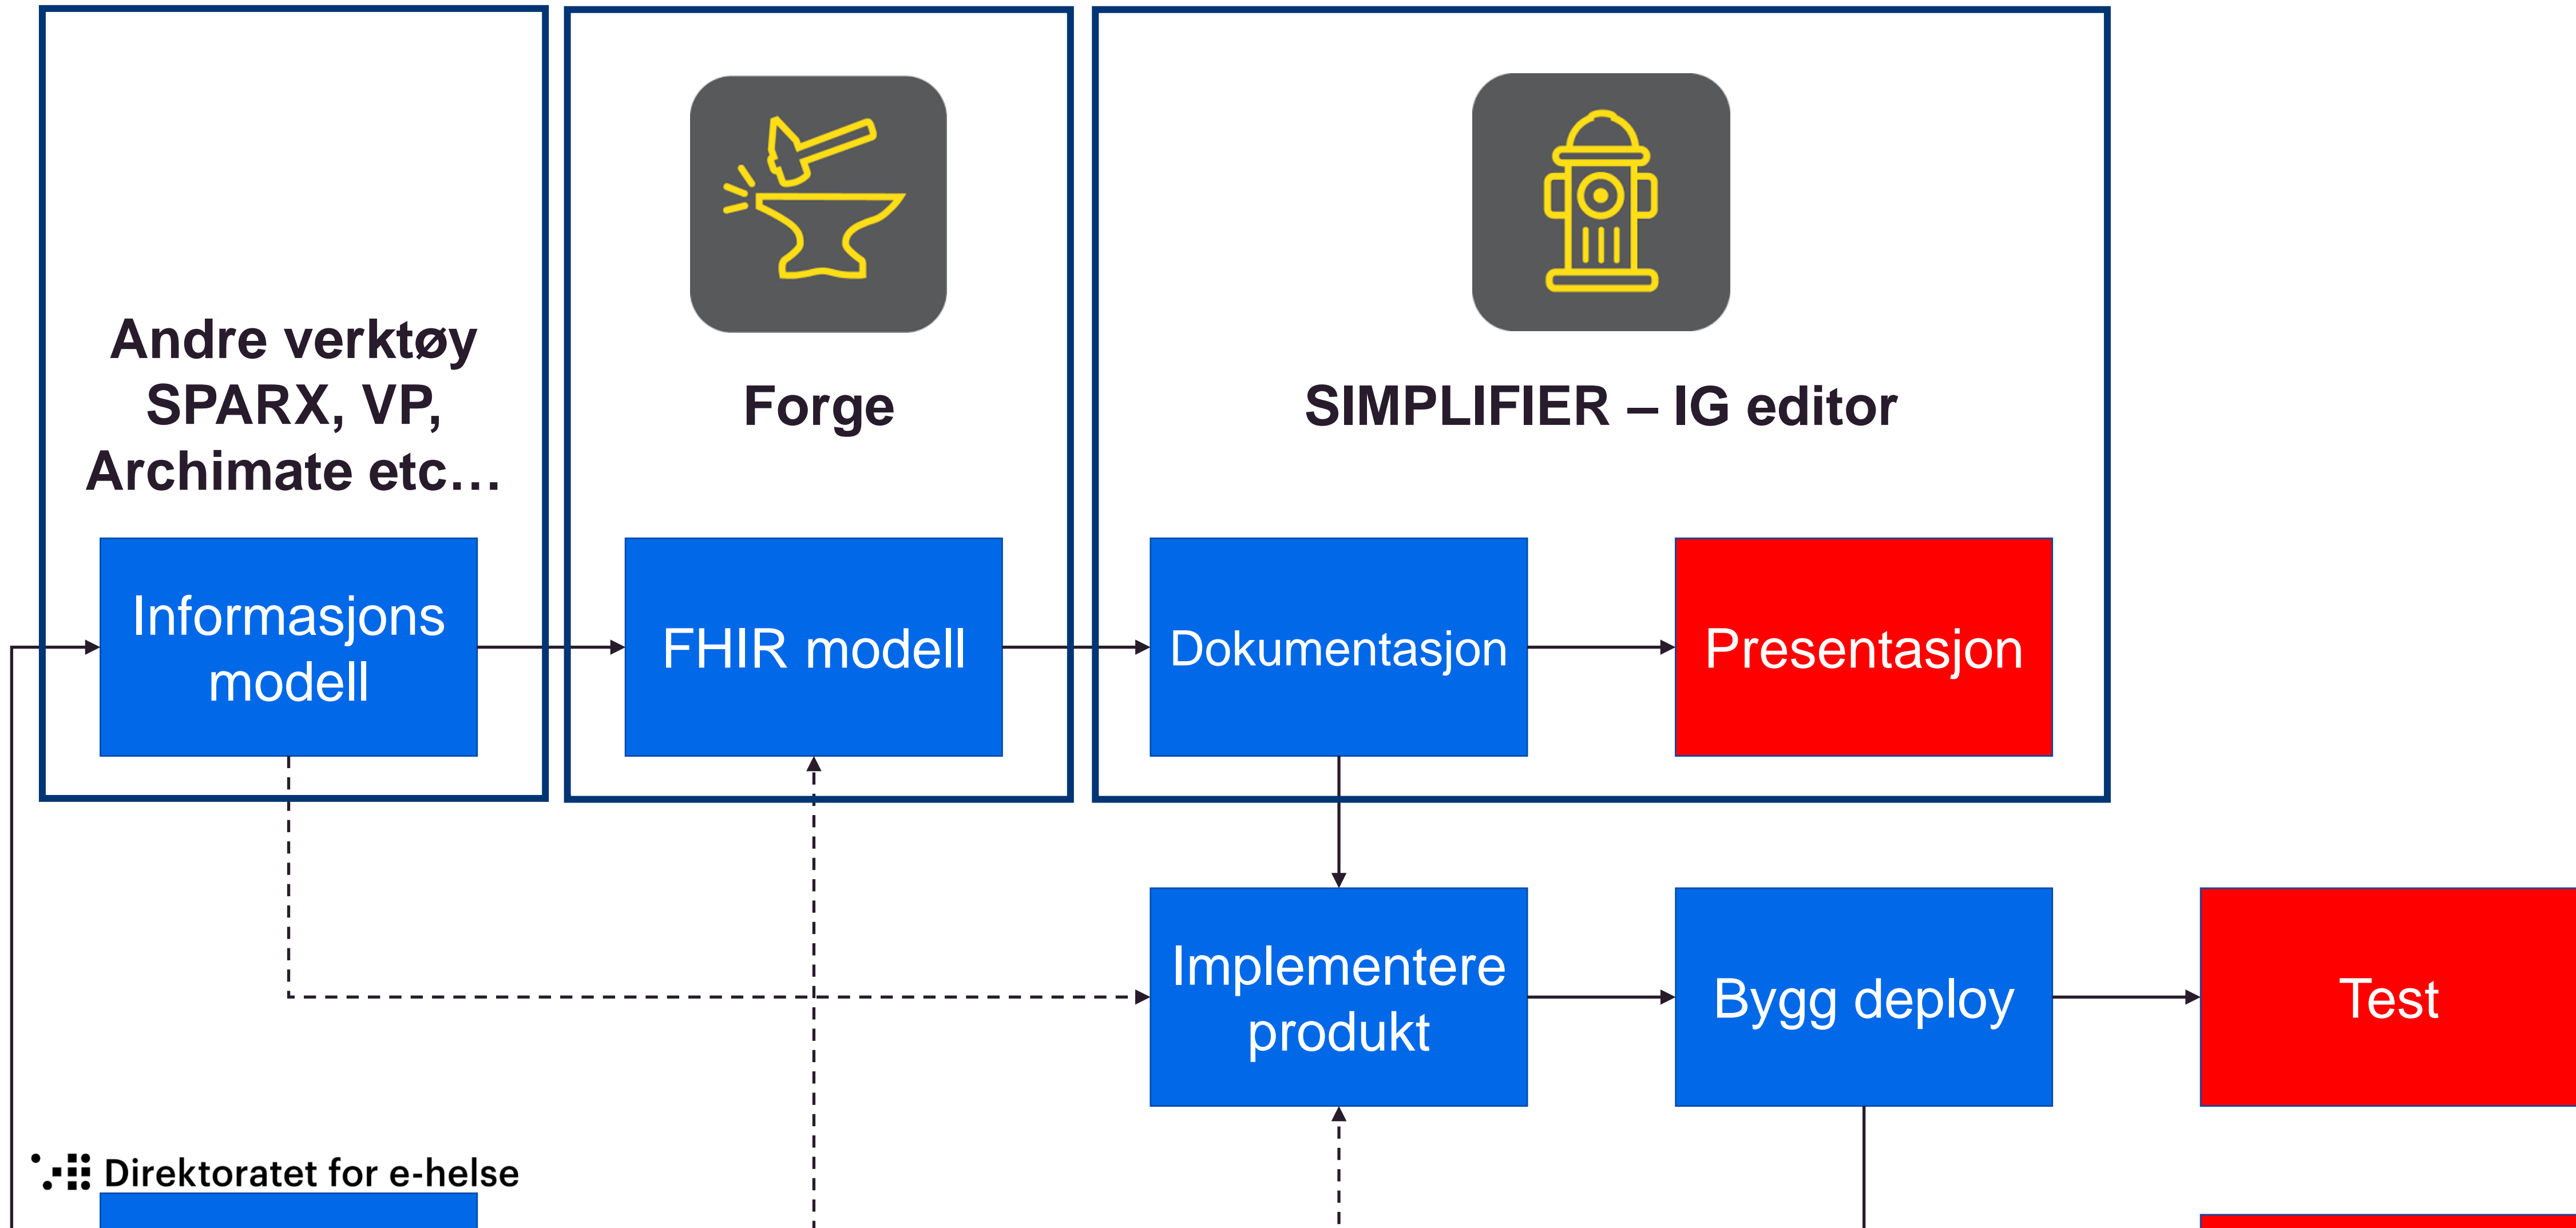 Andre verktøy
SPARX, VP,
Archimate etc…
Forge
SIMPLIFIER – IG editor
Informasjons
modell
FHIR modell
Dokumentasjon
Presentasjon
Implementere
produkt
Bygg deploy
Test
Direktoratet for e-helse